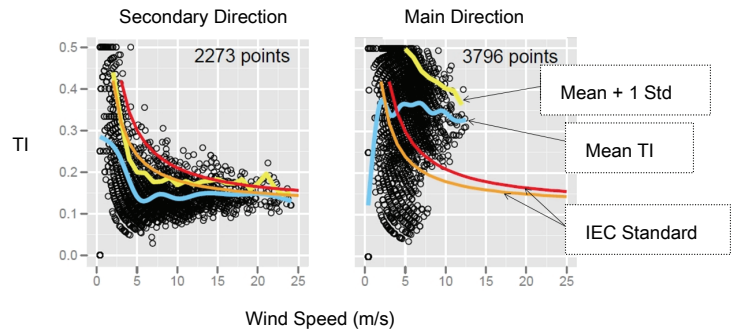 Secondary Direction
Main Direction
2273 points
3796 points
TI
0.5
0.4
0.3
0.2
0.1
0.0
0 5 10 15 20 25
0 5 10 15 20 25
Wind Speed (m/s)
Mean + 1 Std
Mean TI
IEC Standard